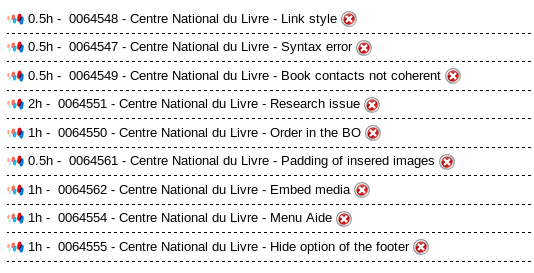 0.5h - 0064548 - Centre National du Livre - Link style
0.5h - 0064547 - Centre National du Livre - Syntax error
0.5h - 0064549 - Centre National du Livre - Book contacts not coherent
2h - 0064551 - Centre National du Livre - Research issue
1h - 0064550 - Centre National du Livre - Order in the BO
0.5h - 0064561 - Centre National du Livre - Padding of insered images
1h - 0064562 - Centre National du Livre - Embed media
1h - 0064554 - Centre National du Livre - Menu Aide
1h - 0064555 - Centre National du Livre - Hide option of the footer